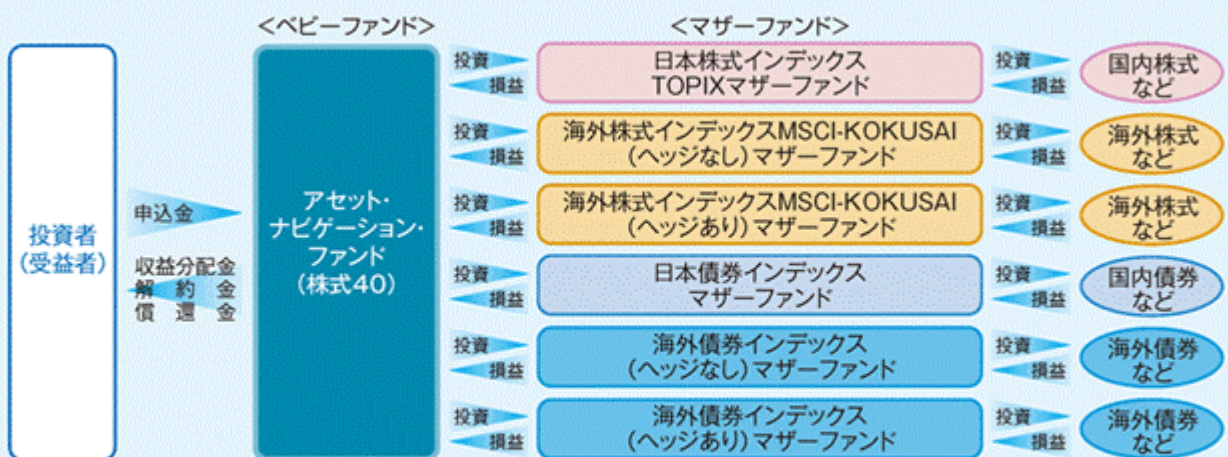 ＜ベビーファンド＞
＜マザーファンド＞
投資者
（受益者）
申込金
収益分配金
解約金
償還金
アセット・
ナビゲーション・
ファンド
（株式40）
投資
損益
日本株式インデックス
TOPIXマザーファンド
投資
損益
国内株式
など
投資
損益
海外株式インデックスMSCI-KOKUSAI
（ヘッジなし）マザーファンド
投資
損益
海外株式
など
投資
損益
海外株式インデックスMSCI-KOKUSAI
（ヘッジあり）マザーファンド
投資
損益
海外株式
など
投資
損益
日本債券インデックス
マザーファンド
投資
損益
国内債券
など
投資
損益
海外債券インデックス
（ヘッジなし）マザーファンド
投資
損益
海外債券
など
投資
損益
海外債券インデックス
（ヘッジあり）マザーファンド
投資
損益
海外債券
など